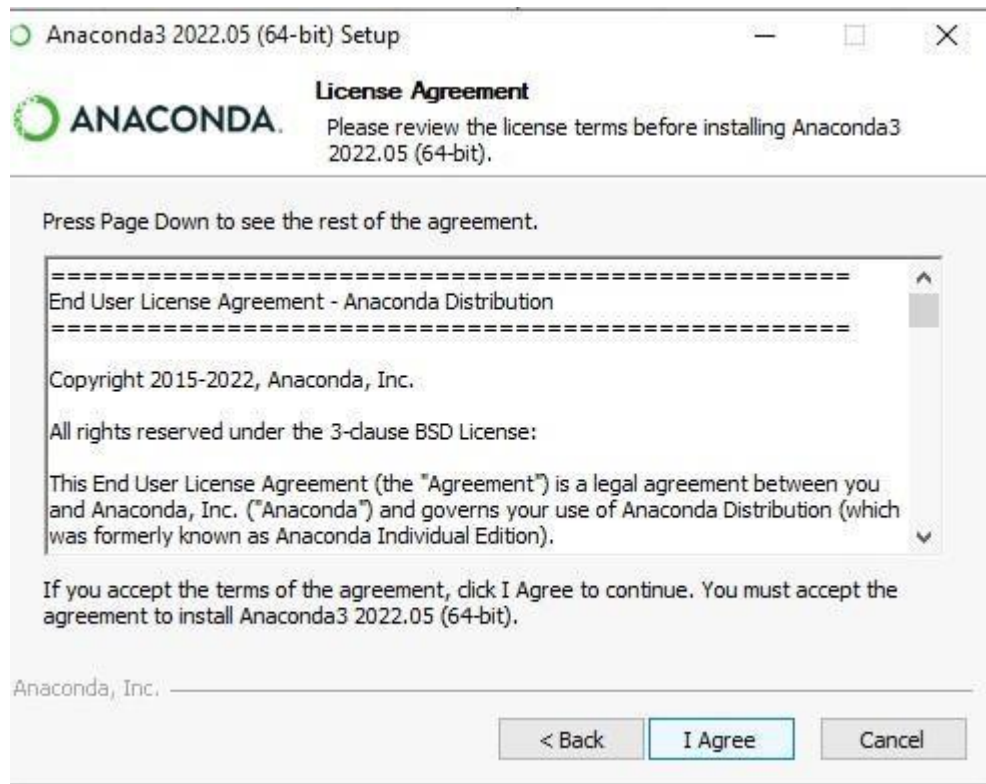 Anaconda3 2022.05 (64-bit) Setup
ANACONDA.
License Agreement
Please review the license terms before installing Anaconda3
2022.05 (64-bit).
Press Page Down to see the rest of the agreement.
==================================================
End User License Agreement - Anaconda Distribution
==================================================
Copyright 2015-2022, Anaconda, Inc.
All rights reserved under the 3-clause BSD License:
This End User License Agreement (the "Agreement") is a legal agreement between you
and Anaconda, Inc. ("Anaconda") and governs your use of Anaconda Distribution (which
was formerly known as Anaconda Individual Edition).
If you accept the terms of the agreement, click I Agree to continue. You must accept the
agreement to install Anaconda3 2022.05 (64-bit).
Anaconda, Inc.
< Back
I Agree
Cancel